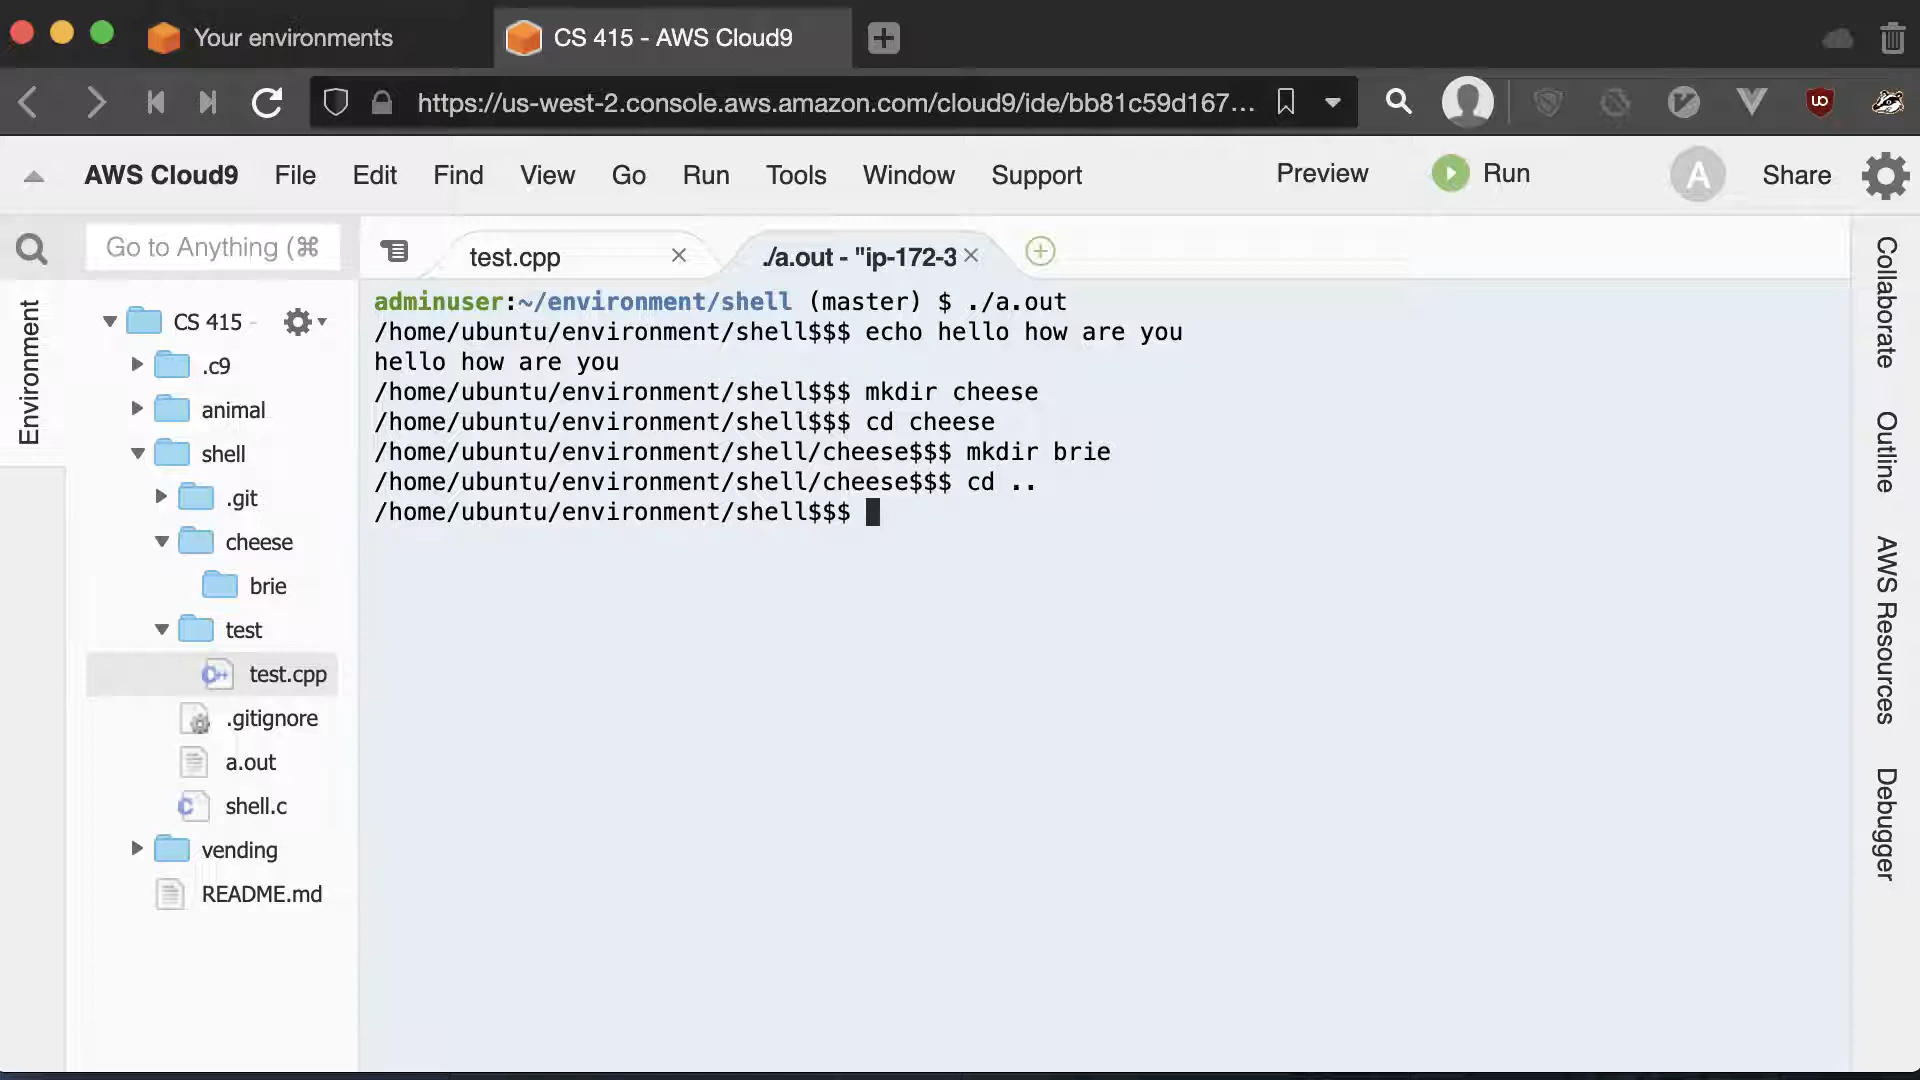 Your environments
CS 415 - AWS Cloud9
https://us-west-2.console.aws.amazon.com/cloud9/ide/bb81c59d167...
AWS Cloud9 File Edit Find View Go Run Tools Window Support Preview Run A Share
Go to Anything (⌘
test.cpp
./a.out - "ip-172-3
Environment
CS 415 -
.c9
animal
shell
.git
cheese
brie
test
test.cpp
.gitignore
a.out
shell.c
vending
README.md
adminuser:~/environment/shell (master) $ ./a.out
/home/ubuntu/environment/shell$$$ echo hello how are you
hello how are you
/home/ubuntu/environment/shell$$$ mkdir cheese
/home/ubuntu/environment/shell$$$ cd cheese
/home/ubuntu/environment/shell/cheese$$$ mkdir brie
/home/ubuntu/environment/shell/cheese$$$ cd ..
/home/ubuntu/environment/shell$$$
Collaborate
Outline
AWS Resources
Debugger